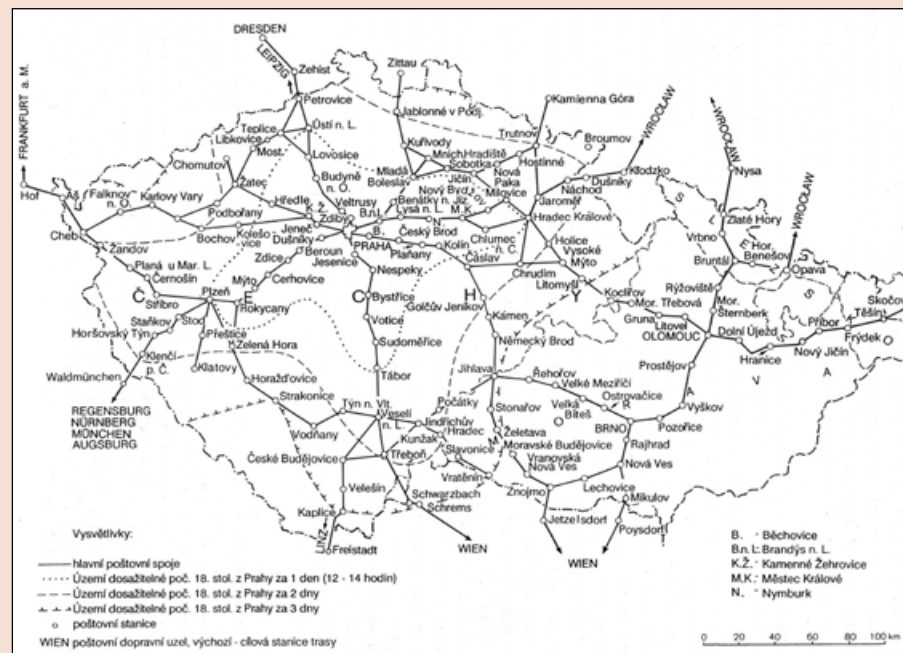 DRESDEN
Zehist
LEIPZIG
Zittau
FRANKFURT a. M.
Petrovice
Kamienna Góra
WROCŁAW
WROCŁAW
Jablonné v Podj.
Teplice
Ústí n. L.
Trutnov
Broumov
Libkovice
Kuřívody
Hostinné
Chomutov
Most
Lovosice
Mnich. Hradiště
Sobotka
Nová
Paka
Kłodzko
Nysa
Hof
Aš
Žatec
Budyně
n. O.
Mladá
Boleslav
Jičín
Milovice
Dušníky
Náchod
WROCŁAW
Falknov
n. O.
Karlovy Vary
Hředle
Veltrusy
Nový Byd.
Benátky n. Jiz.
Jaroměř
Zlaté Hory
Podbořany
K.Ž.
Zdiby
B.n.L.
Lysá n. L.
N.
M.K.
Hradec Králové
Vrbno
Hor.
Benešov
Cheb
Bochov
Kolešo-
vice
Jeneč
Dušníky
B.
Český Brod
Chlumec
n. C.
Holice
Bruntál
Opava
PRAHA
Plaňany
Kolín
Vysoké
Mýto
Žandov
Beroun
Jesenice
Čáslav
Chrudim
Planá u Mar. L.
Zdice
Nespeky
Litomyšl
Rýžoviště
Černošín
Mýto
Cerhovice
Koclířov
Mor. Třebová
Mor.
Šternberk
Skočov
Č
Plzeň
E
C
Bystřice
H
Y
Stříbro
Rokycany
Golčův Jeníkov
Gruna
Litovel
Příbor
Těšín
Staňkov
Stod
Votice
Kámen
OLOMOUC
Dolní Újezd
Frýdek
Horšovský Týn
Přeštice
Zelená Hora
Sudoměřice
Německý Brod
Hranice
Nový Jičín
Klenčí
p. Č.
Prostějov
Waldmünchen
Klatovy
Horažďovice
Tábor
Jihlava
Řehořov
Velké Meziříčí
Strakonice
Týn n. Vlt.
Počátky
Ostrovačice
Vyškov
REGENSBURG
NÜRNBERG
MÜNCHEN
AUGSBURG
Veselí
n. L.
Stonařov
Velká
Bíteš
BRNO
Pozořice
Vodňany
Jindřichův
Hradec
Kunžak
Želetava
Rajhrad
České Budějovice
Třeboň
Slavonice
Moravské Budějovice
Vranovská
Nová Ves
Nová Ves
Velešín
Vratěnín
Lechovice
Znojmo
Mikulov
Kaplice
Schwarzbach
Schrems
Jetzelsdorf
Poysdorf
LINZ
Freistadt
WIEN
WIEN
Vysvětlivky:
hlavní poštovní spoje
Území dosažitelné poč. 18. stol. z Prahy za 1 den (12 - 14 hodin)
Území dosažitelné poč. 18. stol. z Prahy za 2 dny
Území dosažitelné poč. 18. stol. z Prahy za 3 dny
poštovní stanice
WIEN poštovní dopravní uzel, výchozí - cílová stanice trasy
B. - Běchovice
B.n. L: Brandýs n. L.
K.Ž. - Kamenné Žehrovice
M.K.: Městec Králové
N. - Nymburk
0 20 40 60 80 100 km